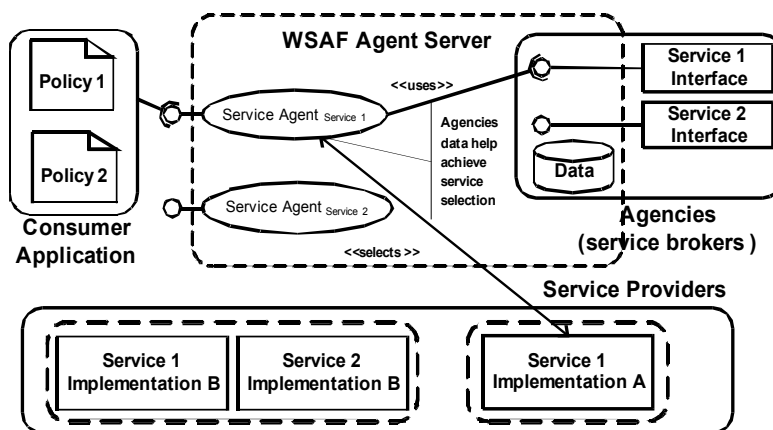 WSAF Agent Server
Policy 1
Policy 2
Consumer
Application
Service Agent Service 1
Service Agent Service 2
<<uses>>
Agencies
data help
achieve
service
selection
<<selects>>
Service 1
Interface
Service 2
Interface
Data
Agencies
(service brokers )
Service Providers
Service 1
Implementation B
Service 2
Implementation B
Service 1
Implementation A